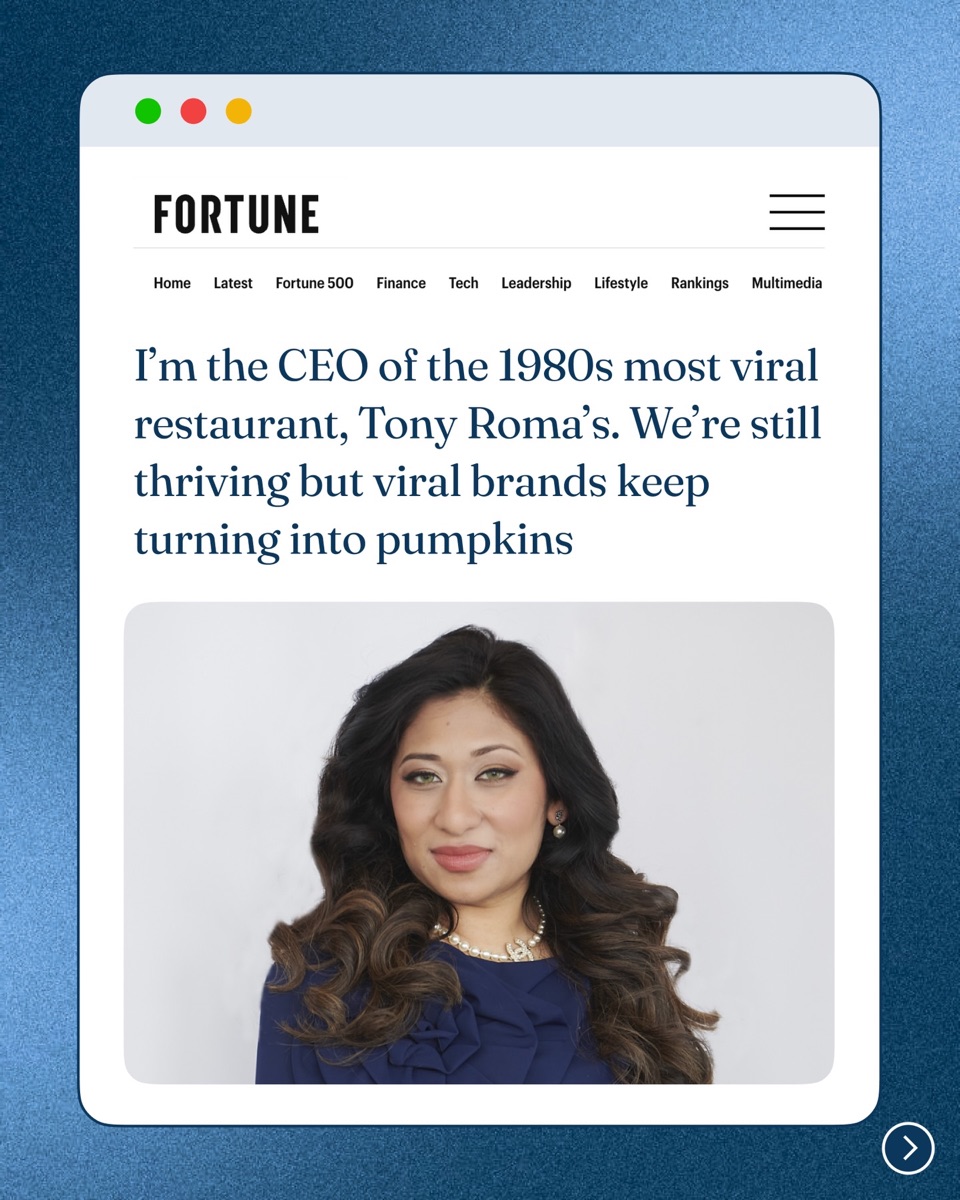 FORTUNE
Home Latest Fortune 500 Finance Tech Leadership Lifestyle Rankings Multimedia
I’m the CEO of the 1980s most viral
restaurant, Tony Roma’s. We’re still
thriving but viral brands keep
turning into pumpkins